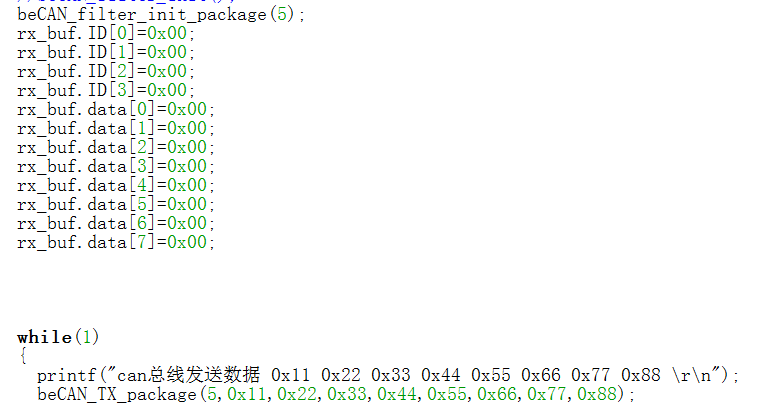 beCAN_filter_init_package(5);
rx_buf.ID[0]=0x00;
rx_buf.ID[1]=0x00;
rx_buf.ID[2]=0x00;
rx_buf.ID[3]=0x00;
rx_buf.data[0]=0x00;
rx_buf.data[1]=0x00;
rx_buf.data[2]=0x00;
rx_buf.data[3]=0x00;
rx_buf.data[4]=0x00;
rx_buf.data[5]=0x00;
rx_buf.data[6]=0x00;
rx_buf.data[7]=0x00;
while(1)
{
printf("can总线发送数据 0x11 0x22 0x33 0x44 0x55 0x66 0x77 0x88 \r\n");
beCAN_TX_package(5,0x11,0x22,0x33,0x44,0x55,0x66,0x77,0x88);